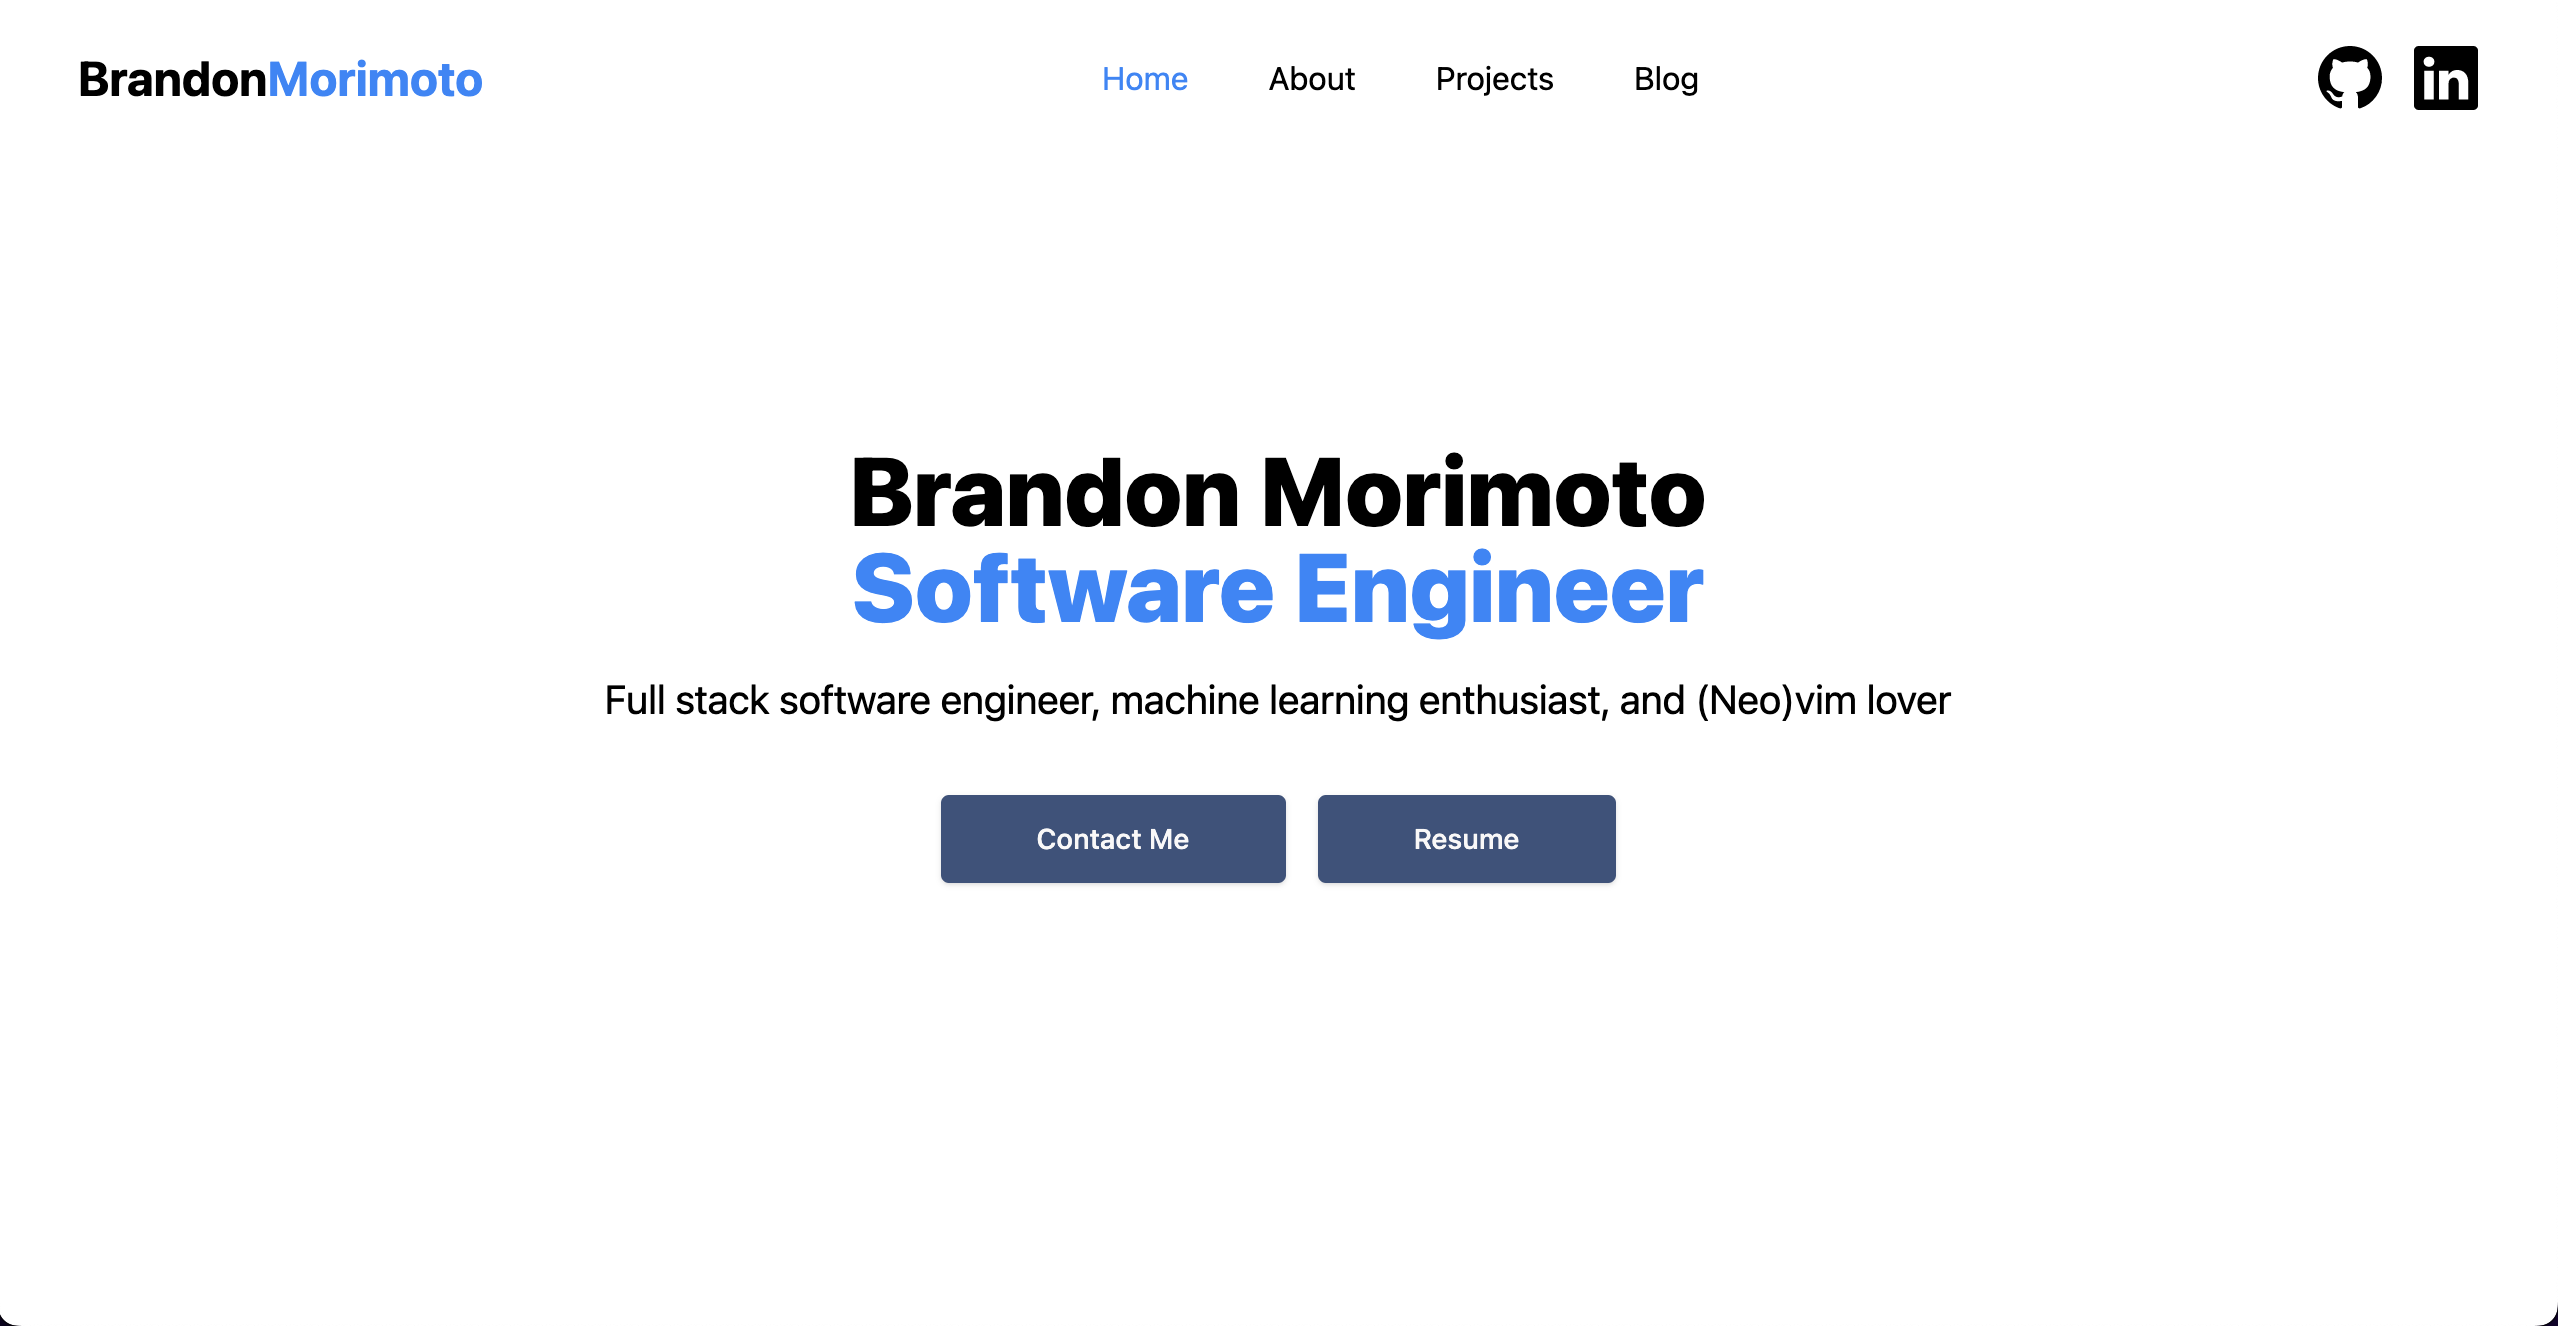 BrandonMorimoto Home About Projects Blog
Brandon Morimoto
Software Engineer
Full stack software engineer, machine learning enthusiast, and (Neo)vim lover
Contact Me Resume